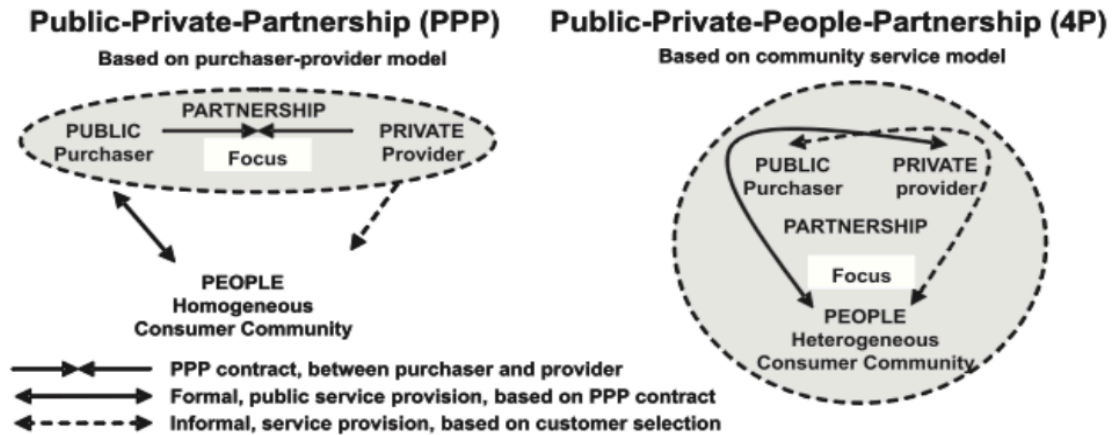 Public-Private-Partnership (PPP)
Based on purchaser-provider model
PARTNERSHIP
PUBLIC
Purchaser
PRIVATE
Provider
Focus
PEOPLE
Homogeneous
Consumer Community
Public-Private-People-Partnership (4P)
Based on community service model
PUBLIC
Purchaser
PRIVATE
provider
PARTNERSHIP
Focus
PEOPLE
Heterogeneous
Consumer Community
PPP contract, between purchaser and provider
Formal, public service provision, based on PPP contract
Informal, service provision, based on customer selection